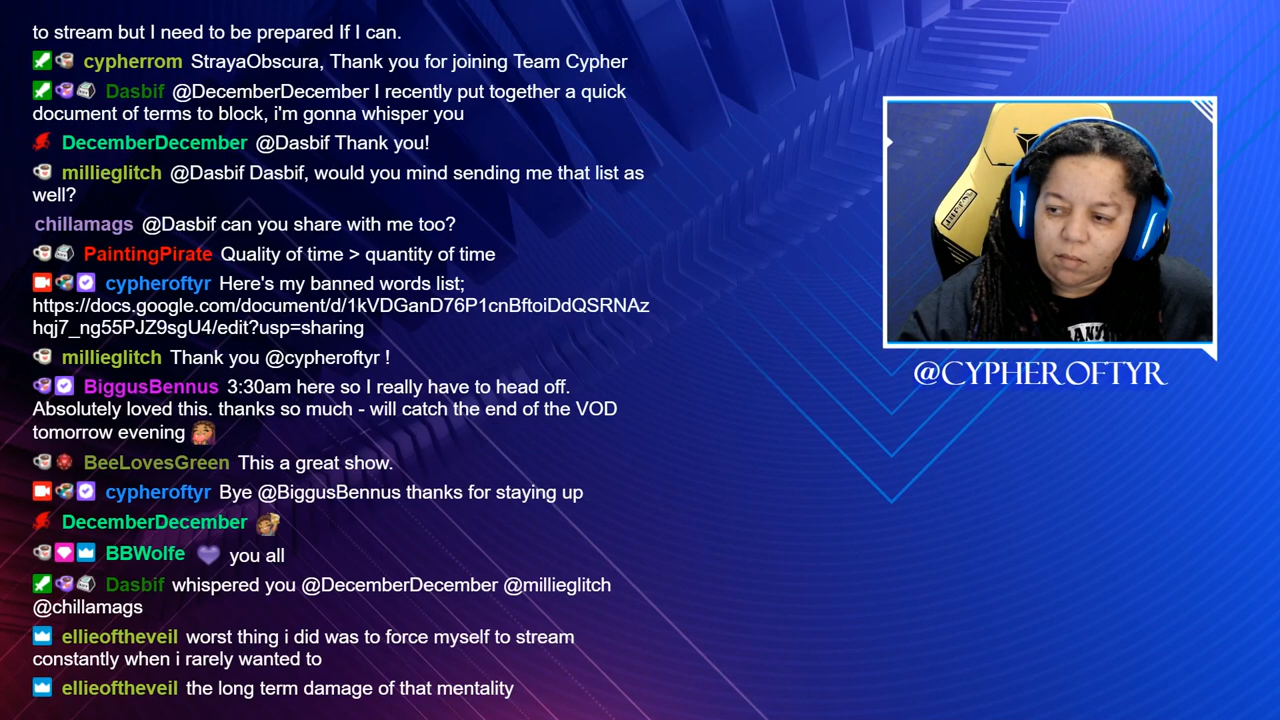 to stream but I need to be prepared If I can.
cypherrom StrayaObscura, Thank you for joining Team Cypher
Dasbif @DecemberDecember I recently put together a quick
document of terms to block, i'm gonna whisper you
DecemberDecember @Dasbif Thank you!
millieglitch @Dasbif Dasbif, would you mind sending me that list as
well?
chillamags @Dasbif can you share with me too?
PaintingPirate Quality of time > quantity of time
cypheroftyr Here's my banned words list;
https://docs.google.com/document/d/1kVDGanD76P1cnBftoiDdQSRNAz
hqj7_ng55PJZ9sgU4/edit?usp=sharing
millieglitch Thank you @cypheroftyr !
BiggusBennus 3:30am here so I really have to head off.
Absolutely loved this. thanks so much - will catch the end of the VOD
tomorrow evening
BeeLovesGreen This a great show.
cypheroftyr Bye @BiggusBennus thanks for staying up
DecemberDecember
BBWolfe you all
Dasbif whispered you @DecemberDecember @millieglitch
@chillamags
ellieoftheveil worst thing i did was to force myself to stream
constantly when i rarely wanted to
ellieoftheveil the long term damage of that mentality
@CYPHEROFTYR